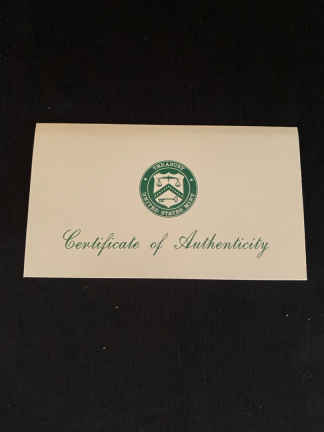 TREASURY
UNITED STATES MINT
Certificate of Authenticity